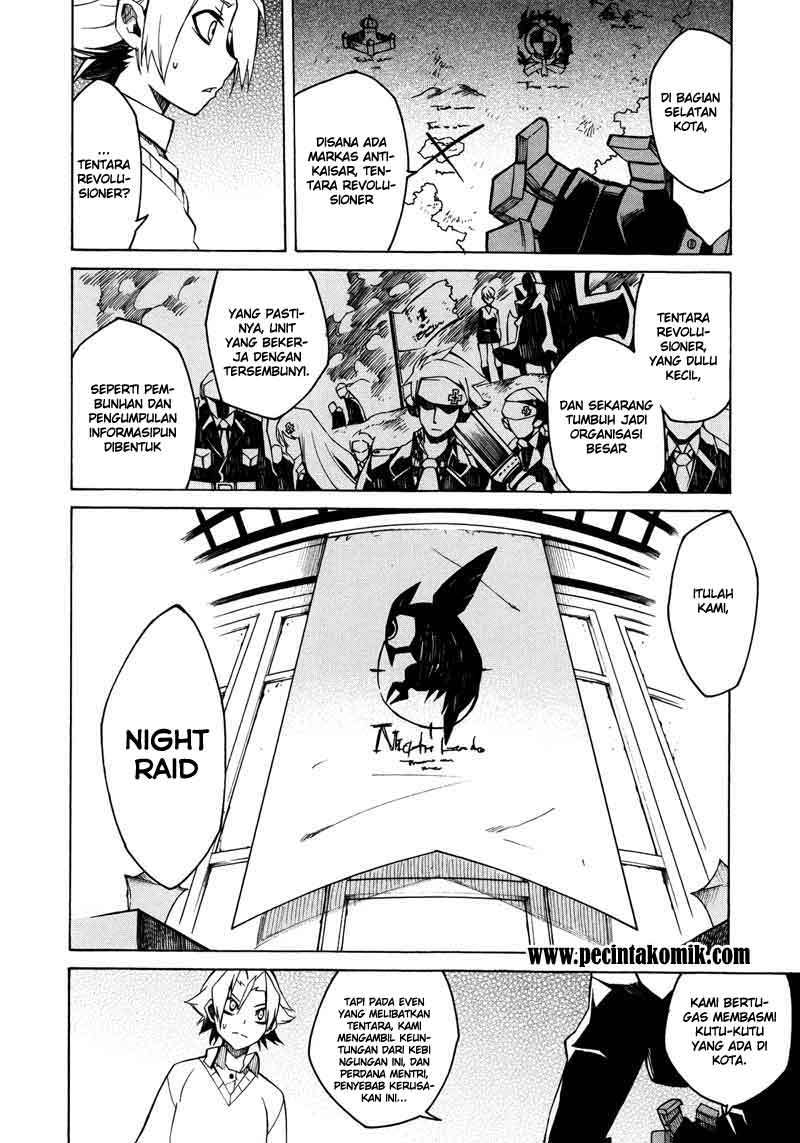 DI BAGIAN
SELATAN
KOTA,
DISANA ADA
MARKAS ANTI-
KAISAR, TEN-
TARA REVOLU-
SIONER
...
TENTARA
REVOLU-
SIONER?
TENTARA
REVOLU-
SIONER,
YANG DULU
KECIL,
DAN SEKARANG
TUMBUH JADI
ORGANISASI
BESAR
YANG PASTI-
NYA, UNIT
YANG BEKER-
JA DENGAN
TERSEMBUNYI.
SEPERTI PEM-
BUNHAN DAN
PENGUMPULAN
INFORMASIPUN
DIBENTUK
ITULAH
KAMI,
NIGHT
RAID
www.pecintakomik.com
KAMI BERTU-
GAS MEMBASMI
KUTU-KUTU
YANG ADA DI
KOTA.
TAPI PADA EVEN
YANG MELIBATKAN
TENTARA, KAMI
MENGAMBIL KEUN-
TUNGAN DARI KEBI
NGUNGAN INI, DAN
PERDANA MENTRI,
PENYEBAB KERUSA-
KAN INI...